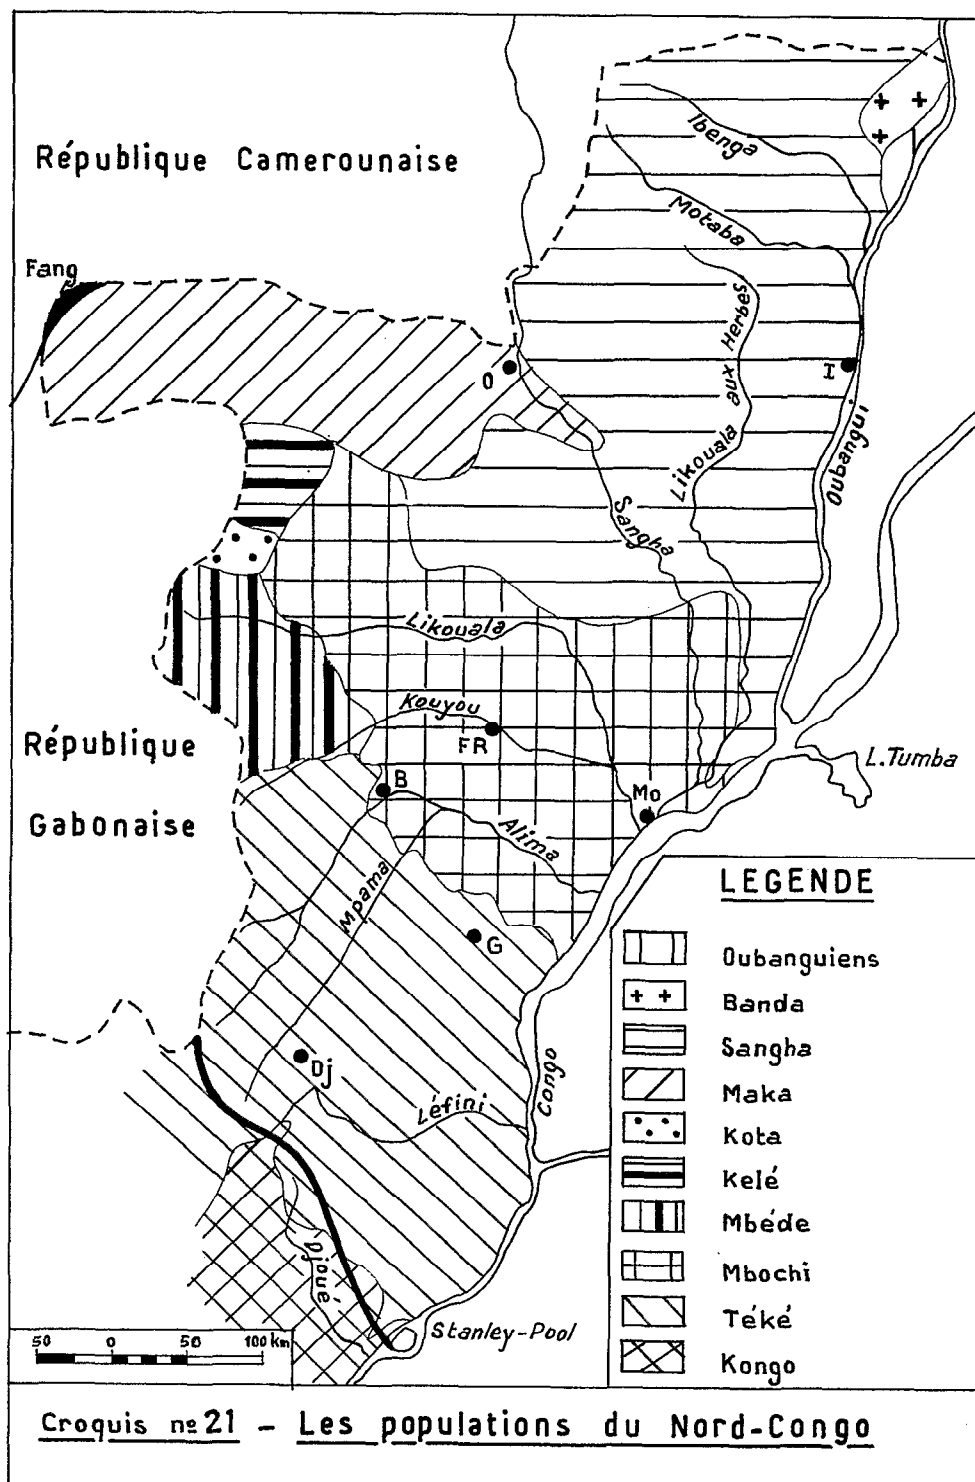 République Camerounaise
Fang
Ibenga
Motaba
Likouala aux Herbes
I
O
Oubangui
Sangha
Likouala
Kouyou
FR
République
Gabonaise
B
Mo
L.Tumba
Alima
Mpama
G
Dj
Léfini
Congo
Djoué
Stanley-Pool
LEGENDE
Oubanguiens
Banda
Sangha
Maka
Kota
Kelé
Mbéde
Mbochi
Téké
Kongo
50 0 50 100 km
Croquis nº 21 – Les populations du Nord-Congo